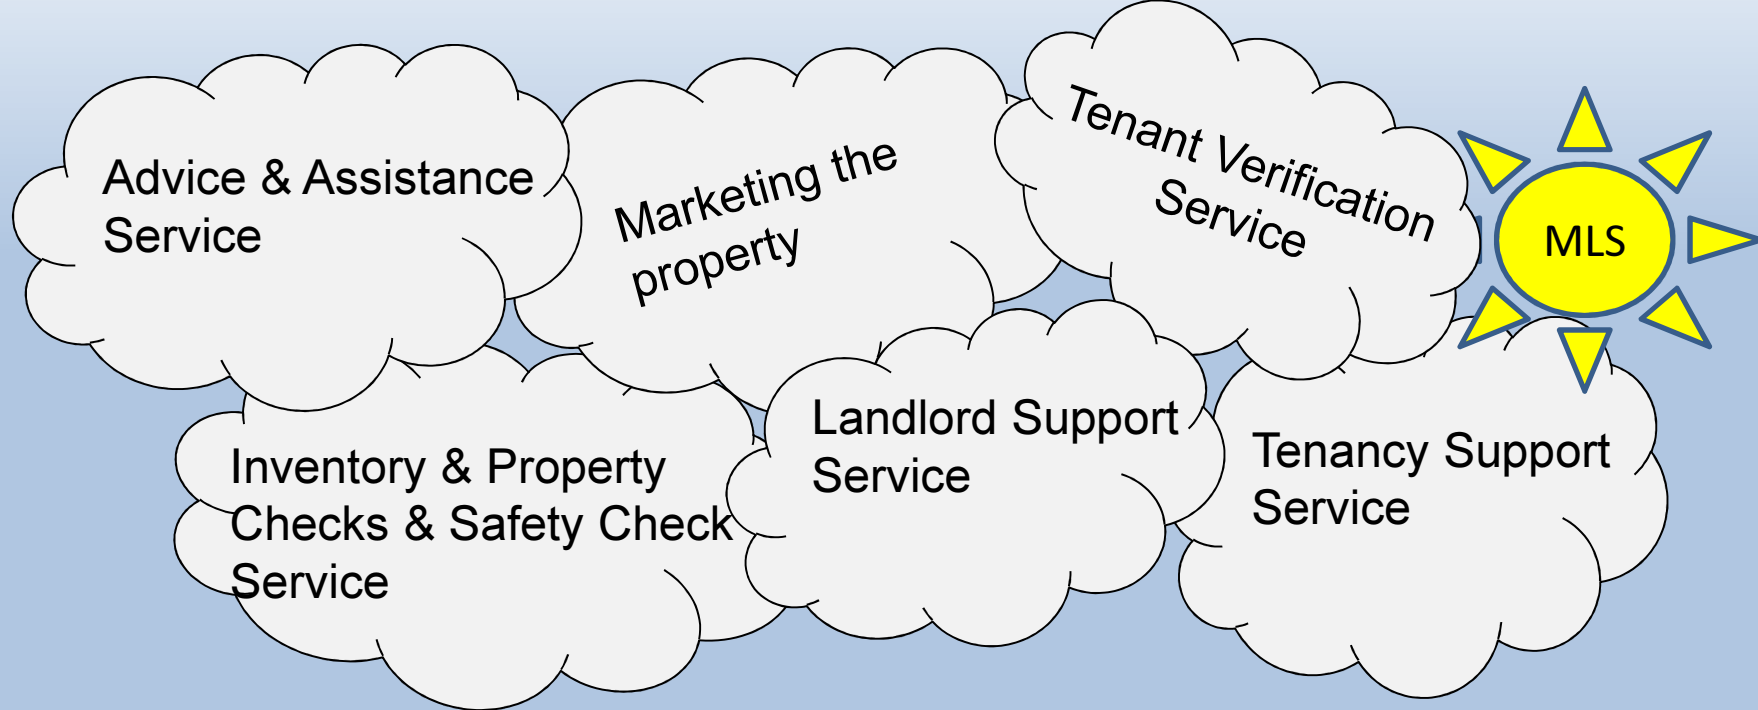 Advice & Assistance
Service
Marketing the
property
Tenant Verification
Service
MLS
Inventory & Property
Checks & Safety Check
Service
Landlord Support
Service
Tenancy Support
Service